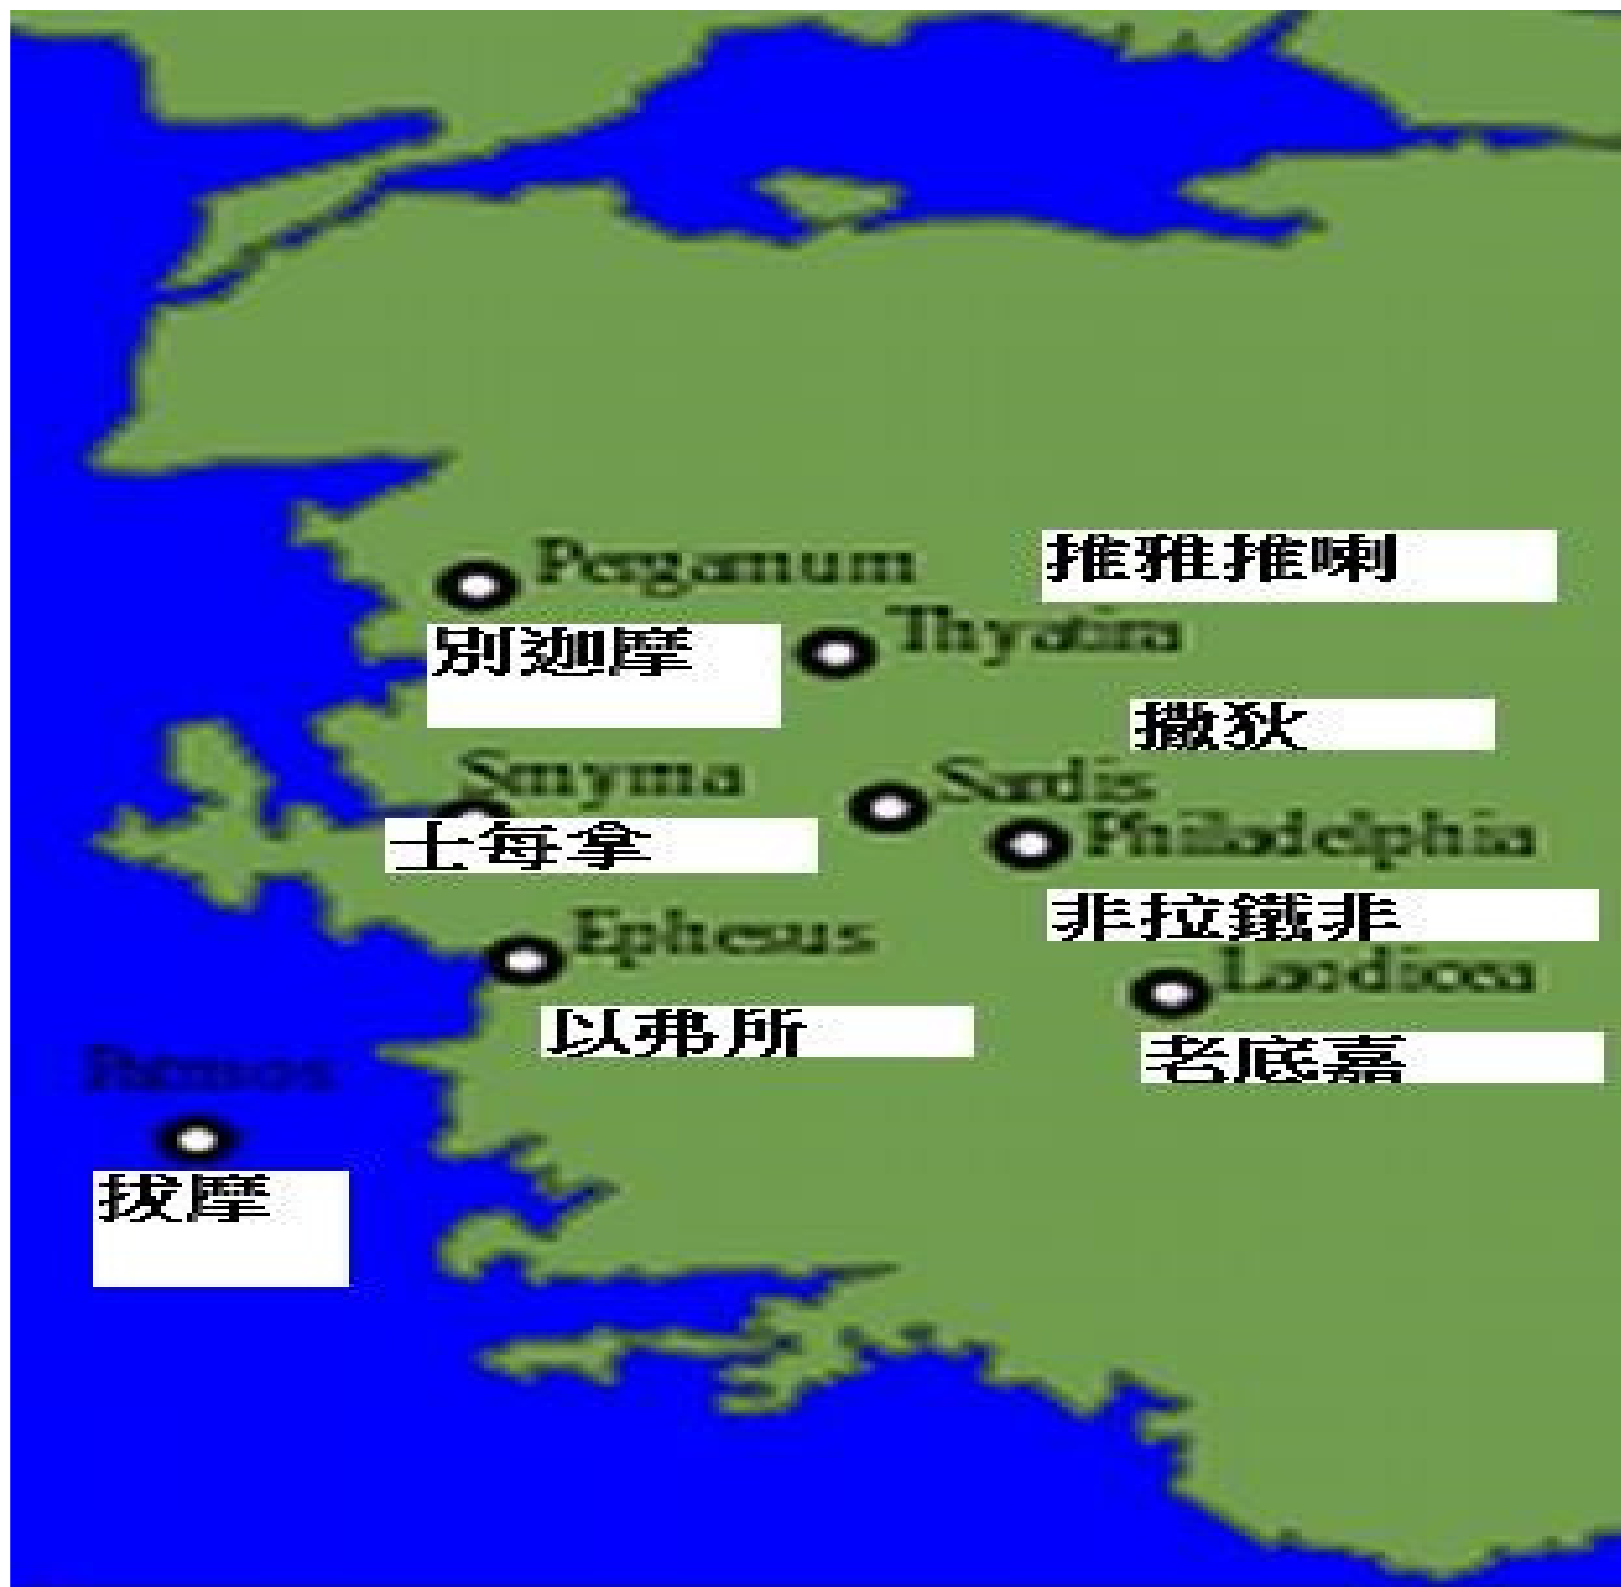 Pergamum
推雅推喇
Thyatira
別迦摩
撒狄
Smyrna
Sardis
士每拿
Philadelphia
非拉鐵非
Ephesus
Laodicea
以弗所
老底嘉
Patmos
拔摩